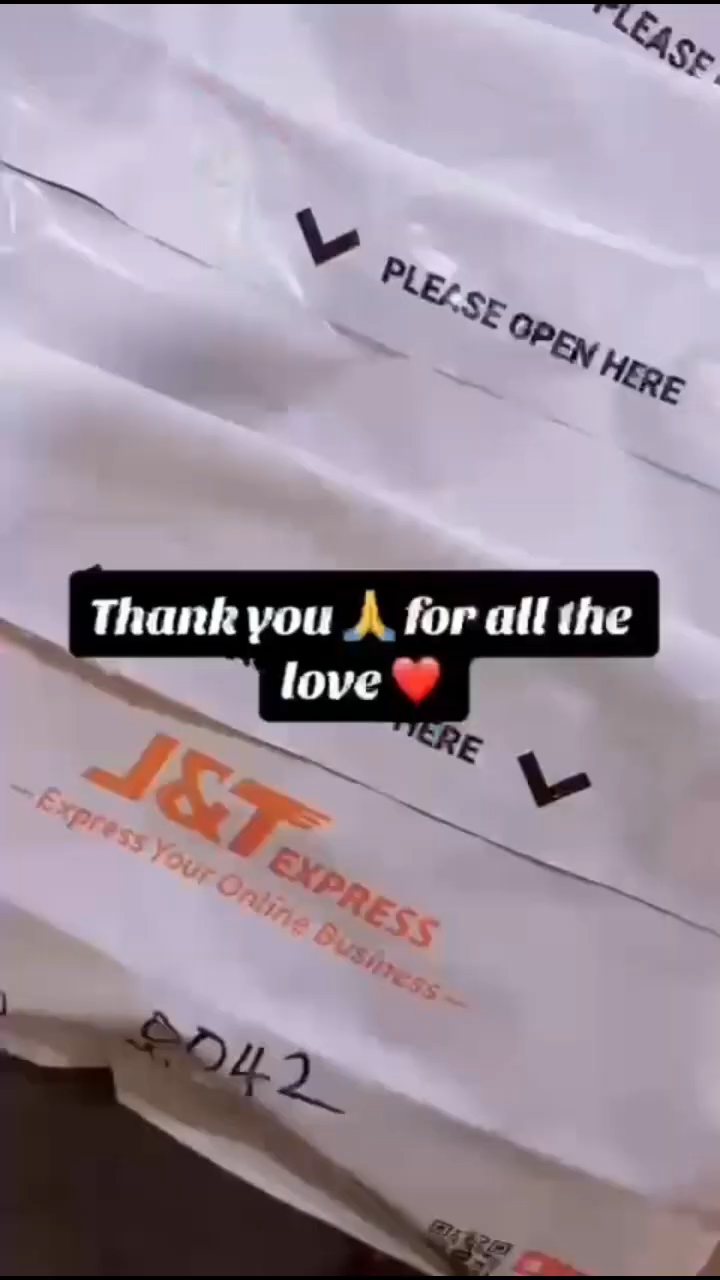 PLEASE
PLEASE OPEN HERE
Thank you 🙏 for all the
love ❤️
HERE
J&T EXPRESS
— Express Your Online Business —